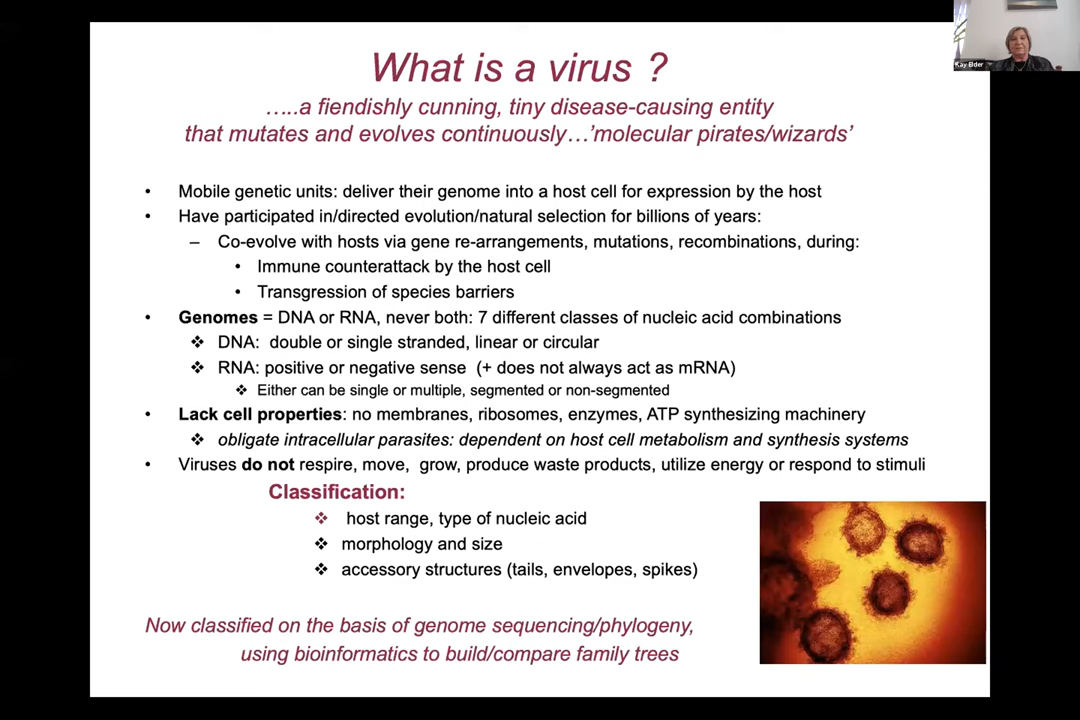 What is a virus ?
…..a fiendishly cunning, tiny disease-causing entity
that mutates and evolves continuously…'molecular pirates/wizards'
• Mobile genetic units: deliver their genome into a host cell for expression by the host
• Have participated in/directed evolution/natural selection for billions of years:
– Co-evolve with hosts via gene re-arrangements, mutations, recombinations, during:
• Immune counterattack by the host cell
• Transgression of species barriers
• Genomes = DNA or RNA, never both: 7 different classes of nucleic acid combinations
❖ DNA: double or single stranded, linear or circular
❖ RNA: positive or negative sense (+ does not always act as mRNA)
❖ Either can be single or multiple, segmented or non-segmented
• Lack cell properties: no membranes, ribosomes, enzymes, ATP synthesizing machinery
❖ obligate intracellular parasites: dependent on host cell metabolism and synthesis systems
• Viruses do not respire, move, grow, produce waste products, utilize energy or respond to stimuli
Classification:
❖ host range, type of nucleic acid
❖ morphology and size
❖ accessory structures (tails, envelopes, spikes)
Now classified on the basis of genome sequencing/phylogeny,
using bioinformatics to build/compare family trees
Kay Elder